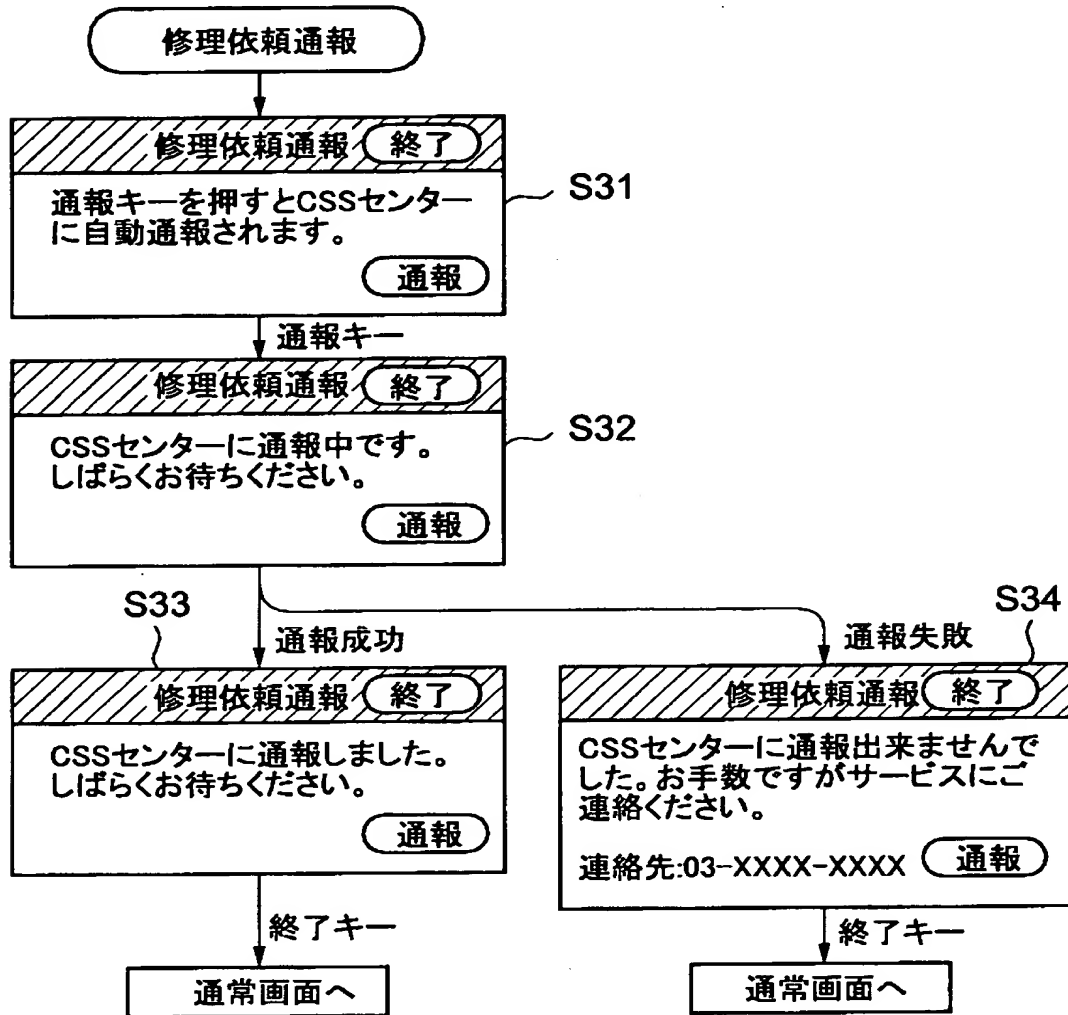 修理依頼通報
修理依頼通報 終了
通報キーを押すとCSSセンター
に自動通報されます。
通報
S31
通報キー
修理依頼通報 終了
CSSセンターに通報中です。
しばらくお待ちください。
通報
S32
S33
通報成功
修理依頼通報 終了
CSSセンターに通報しました。
しばらくお待ちください。
通報
終了キー
通常画面へ
S34
通報失敗
修理依頼通報 終了
CSSセンターに通報出来ませんで
した。お手数ですがサービスにご
連絡ください。
連絡先:03-XXXX-XXXX 通報
終了キー
通常画面へ